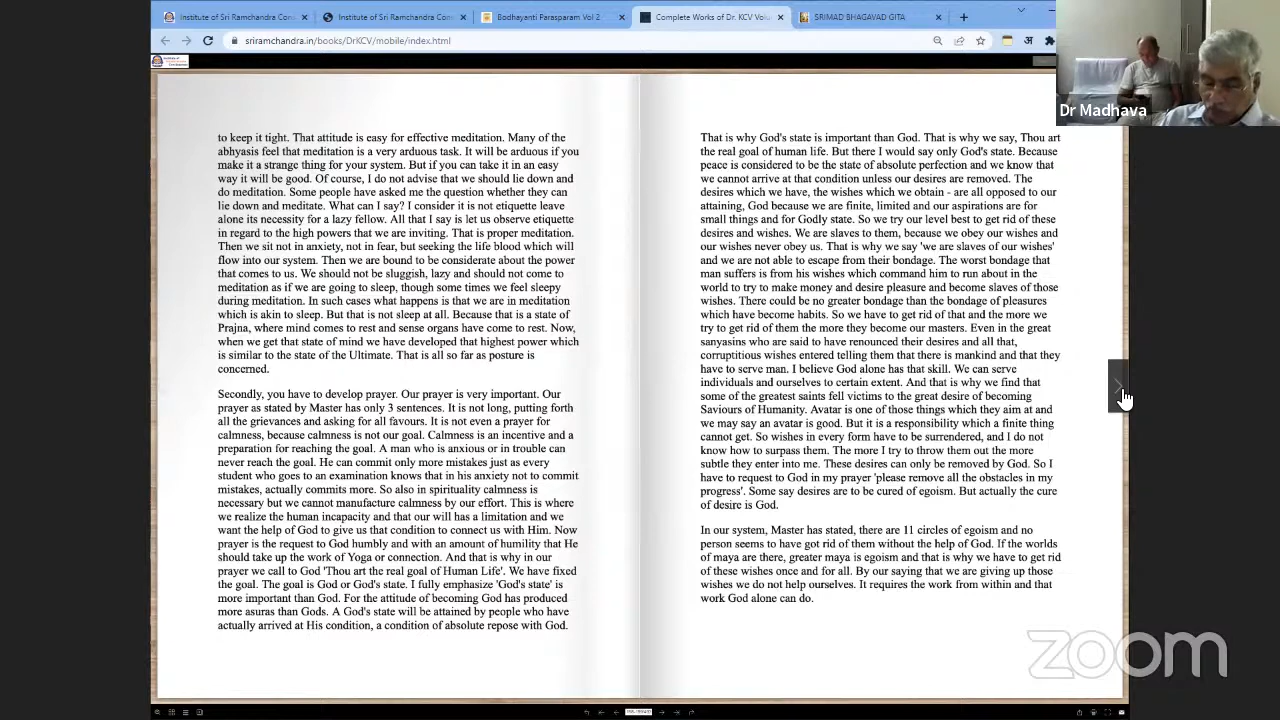 Institute of Sri Ramchandra Con
Institute of Sri Ramchandra Con
Bodhayanti Parasparam Vol 2
Complete Works of Dr. KCV Volu
SRIMAD BHAGAVAD GITA
sriramchandra.in/books/DrKCV/mobile/index.html
Dr Madhava
to keep it tight. That attitude is easy for effective meditation. Many of the
abhyasis feel that meditation is a very arduous task. It will be arduous if you
make it a strange thing for your system. But if you can take it in an easy
way it will be good. Of course, I do not advise that we should lie down and
do meditation. Some people have asked me the question whether they can
lie down and meditate. What can I say? I consider it is not etiquette leave
alone its necessity for a lazy fellow. All that I say is let us observe etiquette
in regard to the high powers that we are inviting. That is proper meditation.
Then we sit not in anxiety, not in fear, but seeking the life blood which will
flow into our system. Then we are bound to be considerate about the power
that comes to us. We should not be sluggish, lazy and should not come to
meditation as if we are going to sleep, though some times we feel sleepy
during meditation. In such cases what happens is that we are in meditation
which is akin to sleep. But that is not sleep at all. Because that is a state of
Prajna, where mind comes to rest and sense organs have come to rest. Now,
when we get that state of mind we have developed that highest power which
is similar to the state of the Ultimate. That is all so far as posture is
concerned.
Secondly, you have to develop prayer. Our prayer is very important. Our
prayer as stated by Master has only 3 sentences. It is not long, putting forth
all the grievances and asking for all favours. It is not even a prayer for
calmness, because calmness is not our goal. Calmness is an incentive and a
preparation for reaching the goal. A man who is anxious or in trouble can
never reach the goal. He can commit only more mistakes just as every
student who goes to an examination knows that in his anxiety not to commit
mistakes, actually commits more. So also in spirituality calmness is
necessary but we cannot manufacture calmness by our effort. This is where
we realize the human incapacity and that our will has a limitation and we
want the help of God to give us that condition to connect us with Him. Now
prayer is the request to God humbly and with an amount of humility that He
should take up the work of Yoga or connection. And that is why in our
prayer we call to God 'Thou art the real goal of Human Life'. We have fixed
the goal. The goal is God or God's state. I fully emphasize 'God's state' is
more important than God. For the attitude of becoming God has produced
more asuras than Gods. A God's state will be attained by people who have
actually arrived at His condition, a condition of absolute repose with God.
That is why God's state is important than God. That is why we say, Thou art
the real goal of human life. But there I would say only God's state. Because
peace is considered to be the state of absolute perfection and we know that
we cannot arrive at that condition unless our desires are removed. The
desires which we have, the wishes which we obtain - are all opposed to our
attaining, God because we are finite, limited and our aspirations are for
small things and for Godly state. So we try our level best to get rid of these
desires and wishes. We are slaves to them, because we obey our wishes and
our wishes never obey us. That is why we say 'we are slaves of our wishes'
and we are not able to escape from their bondage. The worst bondage that
man suffers is from his wishes which command him to run about in the
world to try to make money and desire pleasure and become slaves of those
wishes. There could be no greater bondage than the bondage of pleasures
which have become habits. So we have to get rid of that and the more we
try to get rid of them the more they become our masters. Even in the great
sanyasins who are said to have renounced their desires and all that,
corruptitious wishes entered telling them that there is mankind and that they
have to serve man. I believe God alone has that skill. We can serve
individuals and ourselves to certain extent. And that is why we find that
some of the greatest saints fell victims to the great desire of becoming
Saviours of Humanity. Avatar is one of those things which they aim at and
we may say an avatar is good. But it is a responsibility which a finite thing
cannot get. So wishes in every form have to be surrendered, and I do not
know how to surpass them. The more I try to throw them out the more
subtle they enter into me. These desires can only be removed by God. So I
have to request to God in my prayer 'please remove all the obstacles in my
progress'. Some say desires are to be cured of egoism. But actually the cure
of desire is God.
In our system, Master has stated, there are 11 circles of egoism and no
person seems to have got rid of them without the help of God. If the worlds
of maya are there, greater maya is egoism and that is why we have to get rid
of these wishes once and for all. By our saying that we are giving up those
wishes we do not help ourselves. It requires the work from within and that
work God alone can do.
zoom